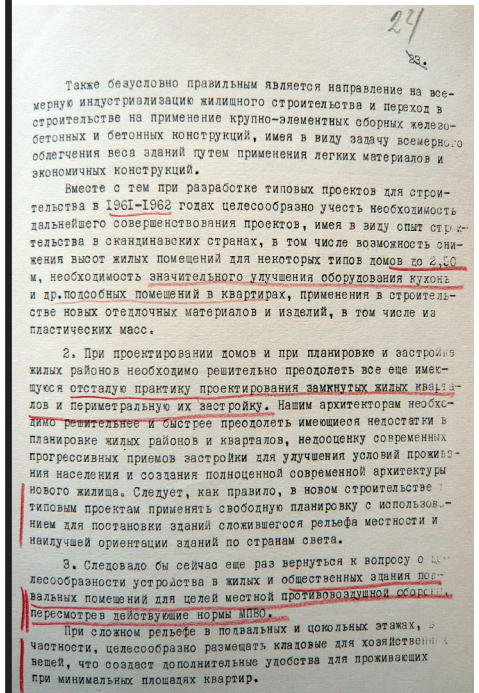 24
23.
Также безусловно правильным является направление на все-
мерную индустриализацию жилищного строительства и переход в
строительстве на применение крупно-элементных сборных железо-
бетонных и бетонных конструкций, имея в виду задачу всемерного
облегчения веса зданий путем применения легких материалов и
экономичных конструкций.
Вместе с тем при разработке типовых проектов для строи-
тельства в 1961-1962 годах целесообразно учесть необходимость
дальнейшего совершенствования проектов, имея в виду опыт строи-
тельства в скандинавских странах, в том числе возможность сни-
жения высот жилых помещений для некоторых типов домов до 2,50
м, необходимость значительного улучшения оборудования кухонь
и др.подсобных помещений в квартирах, применения в строитель-
стве новых отделочных материалов и изделий, в том числе из
пластических масс.
2. При проектировании домов и при планировке и застройке
жилых районов необходимо решительно преодолеть все еще имею-
щуюся отсталую практику проектирования замкнутых жилых кварта-
лов и периметральную их застройку. Нашим архитекторам необхо-
димо решительнее и быстрее преодолеть имеющиеся недостатки в
планировке жилых районов и кварталов, недооценку современных
прогрессивных приемов застройки для улучшения условий прожива-
ния населения и создания полноценной современной архитектуры
нового жилища. Следует, как правило, в новом строительстве
типовым проектам применять свободную планировку с использова-
нием для постановки зданий сложившегося рельефа местности и
наилучшей ориентации зданий по странам света.
3. Следовало бы сейчас еще раз вернуться к вопросу о це-
лесообразности устройства в жилых и общественных здания под-
вальных помещений для целей местной противовоздушной обороны,
пересмотрев действующие нормы МПВО.
При сложном рельефе в подвальных и цокольных этажах, в
частности, целесообразно размещать кладовые для хозяйственных
вещей, что создаст дополнительные удобства для проживающих
при минимальных площадях квартир.